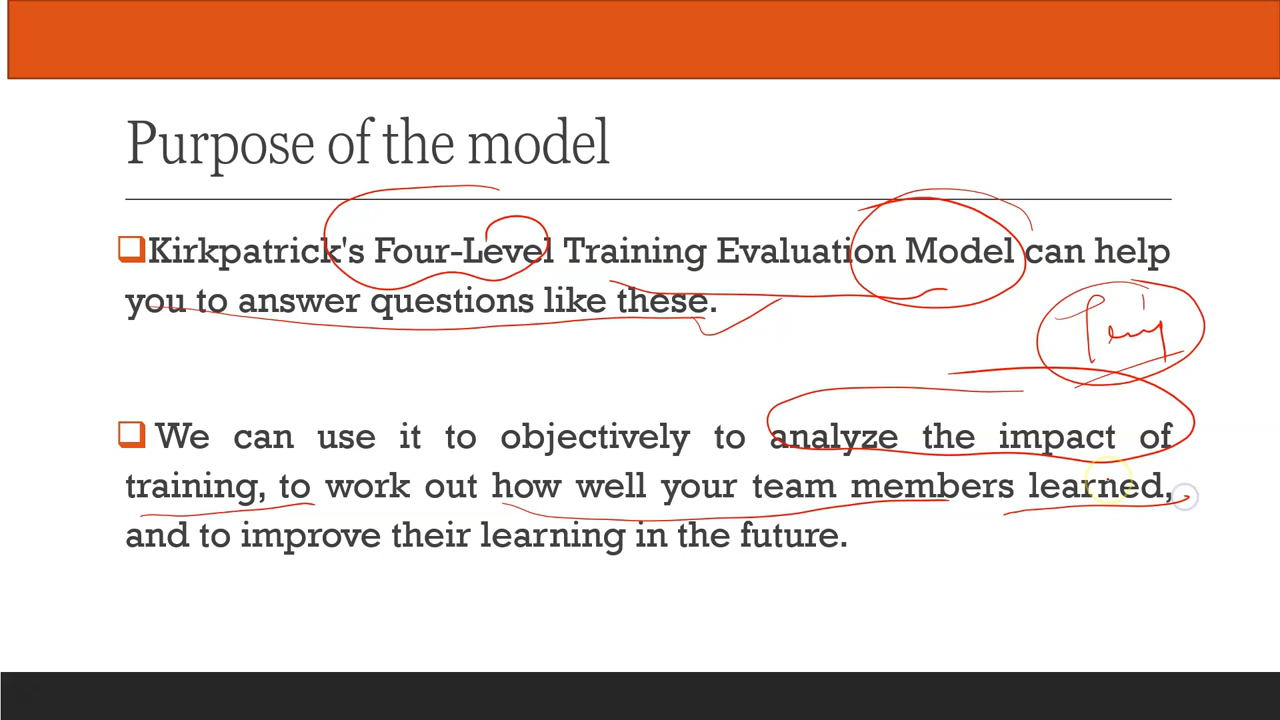 Purpose of the model
Kirkpatrick's Four-Level Training Evaluation Model can help
you to answer questions like these.
We can use it to objectively to analyze the impact of
training, to work out how well your team members learned,
and to improve their learning in the future.